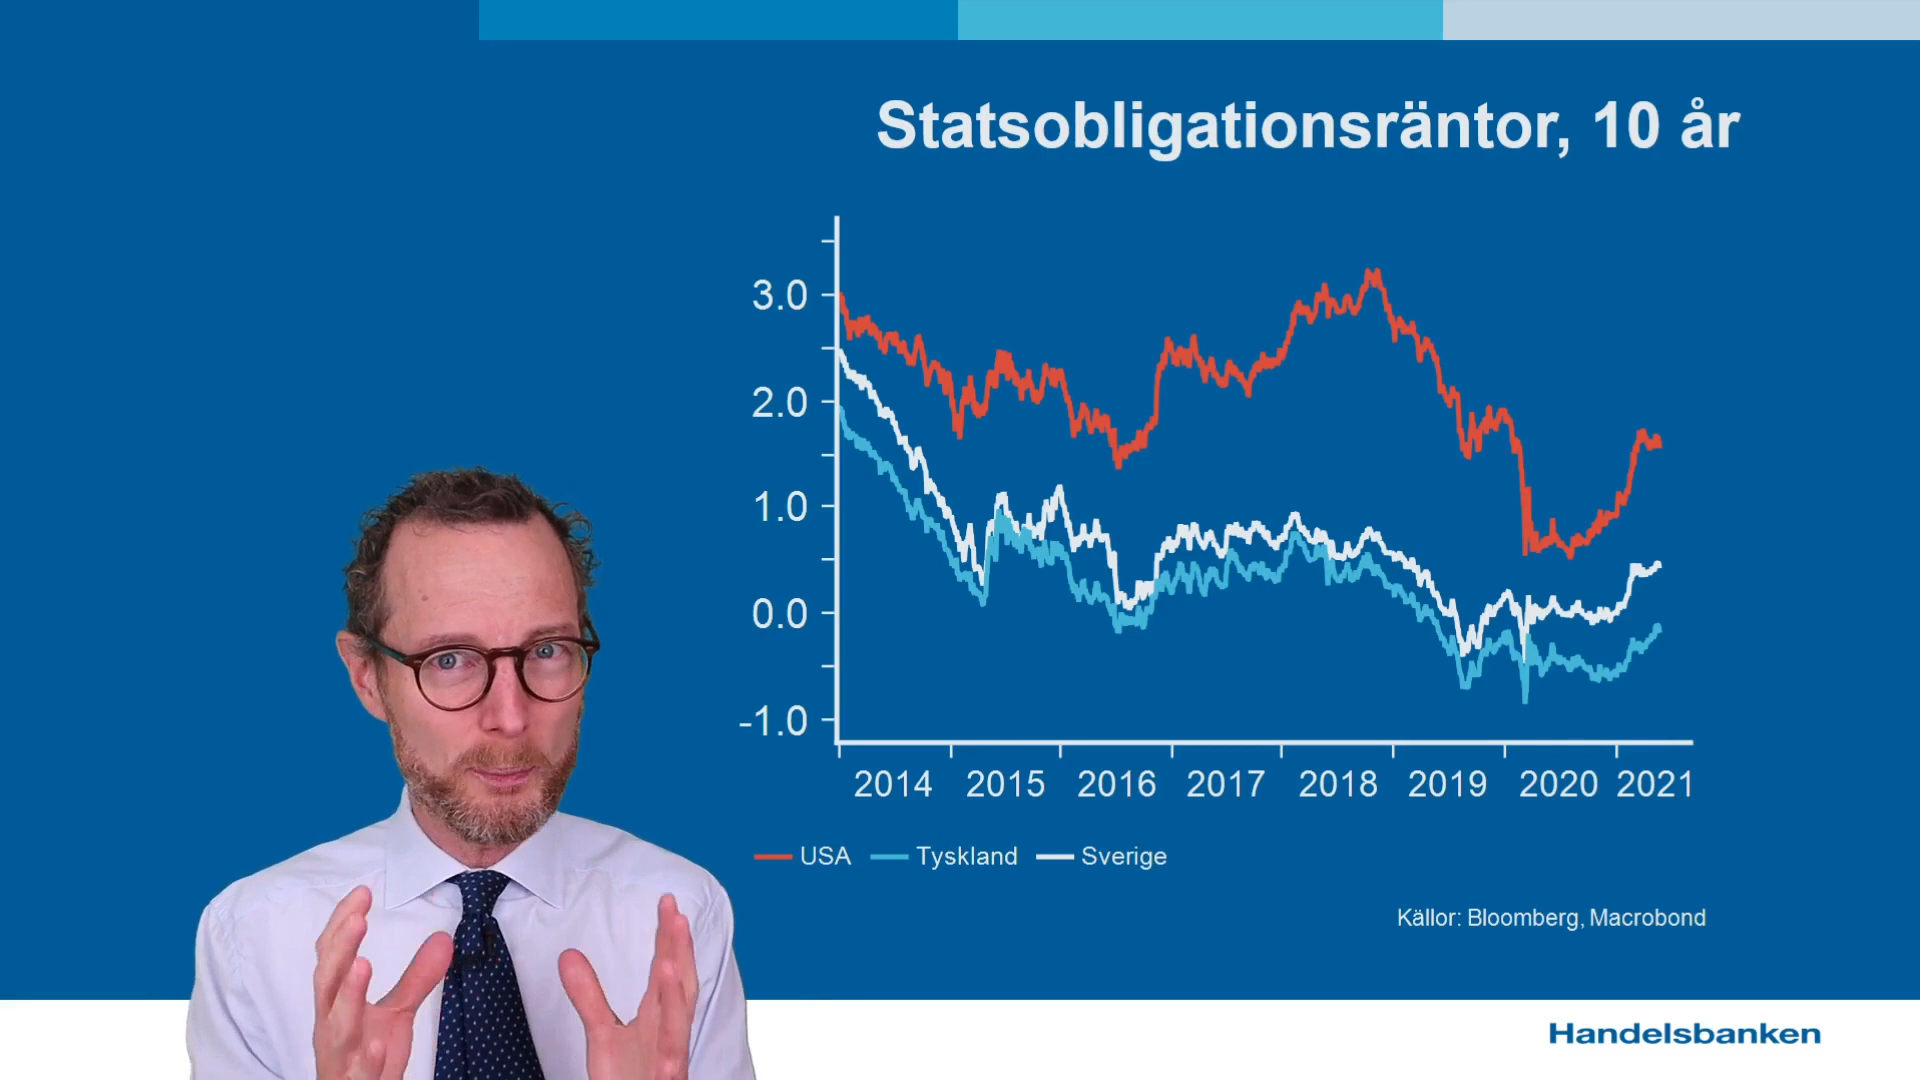 Statsobligationsräntor, 10 år
3.0
2.0
1.0
0.0
-1.0
2014 2015 2016 2017 2018 2019 2020 2021
USA Tyskland Sverige
Källor: Bloomberg, Macrobond
Handelsbanken